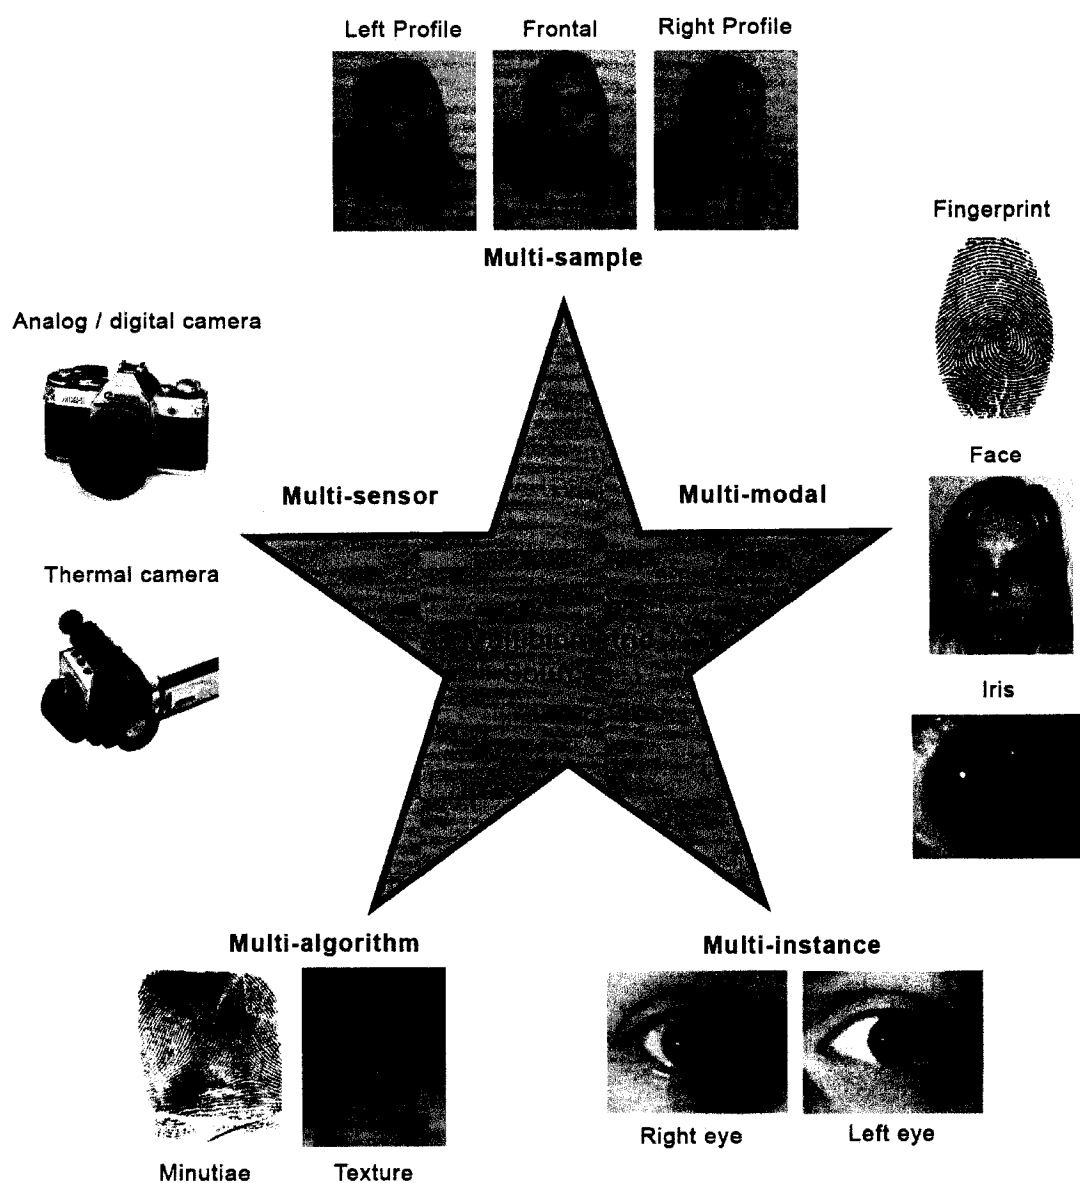 Left Profile
Frontal
Right Profile
Multi-sample
Fingerprint
Analog / digital camera
Face
Multi-sensor
Multi-modal
Thermal camera
Iris
Multi-algorithm
Multi-instance
Right eye
Left eye
Minutiae
Texture